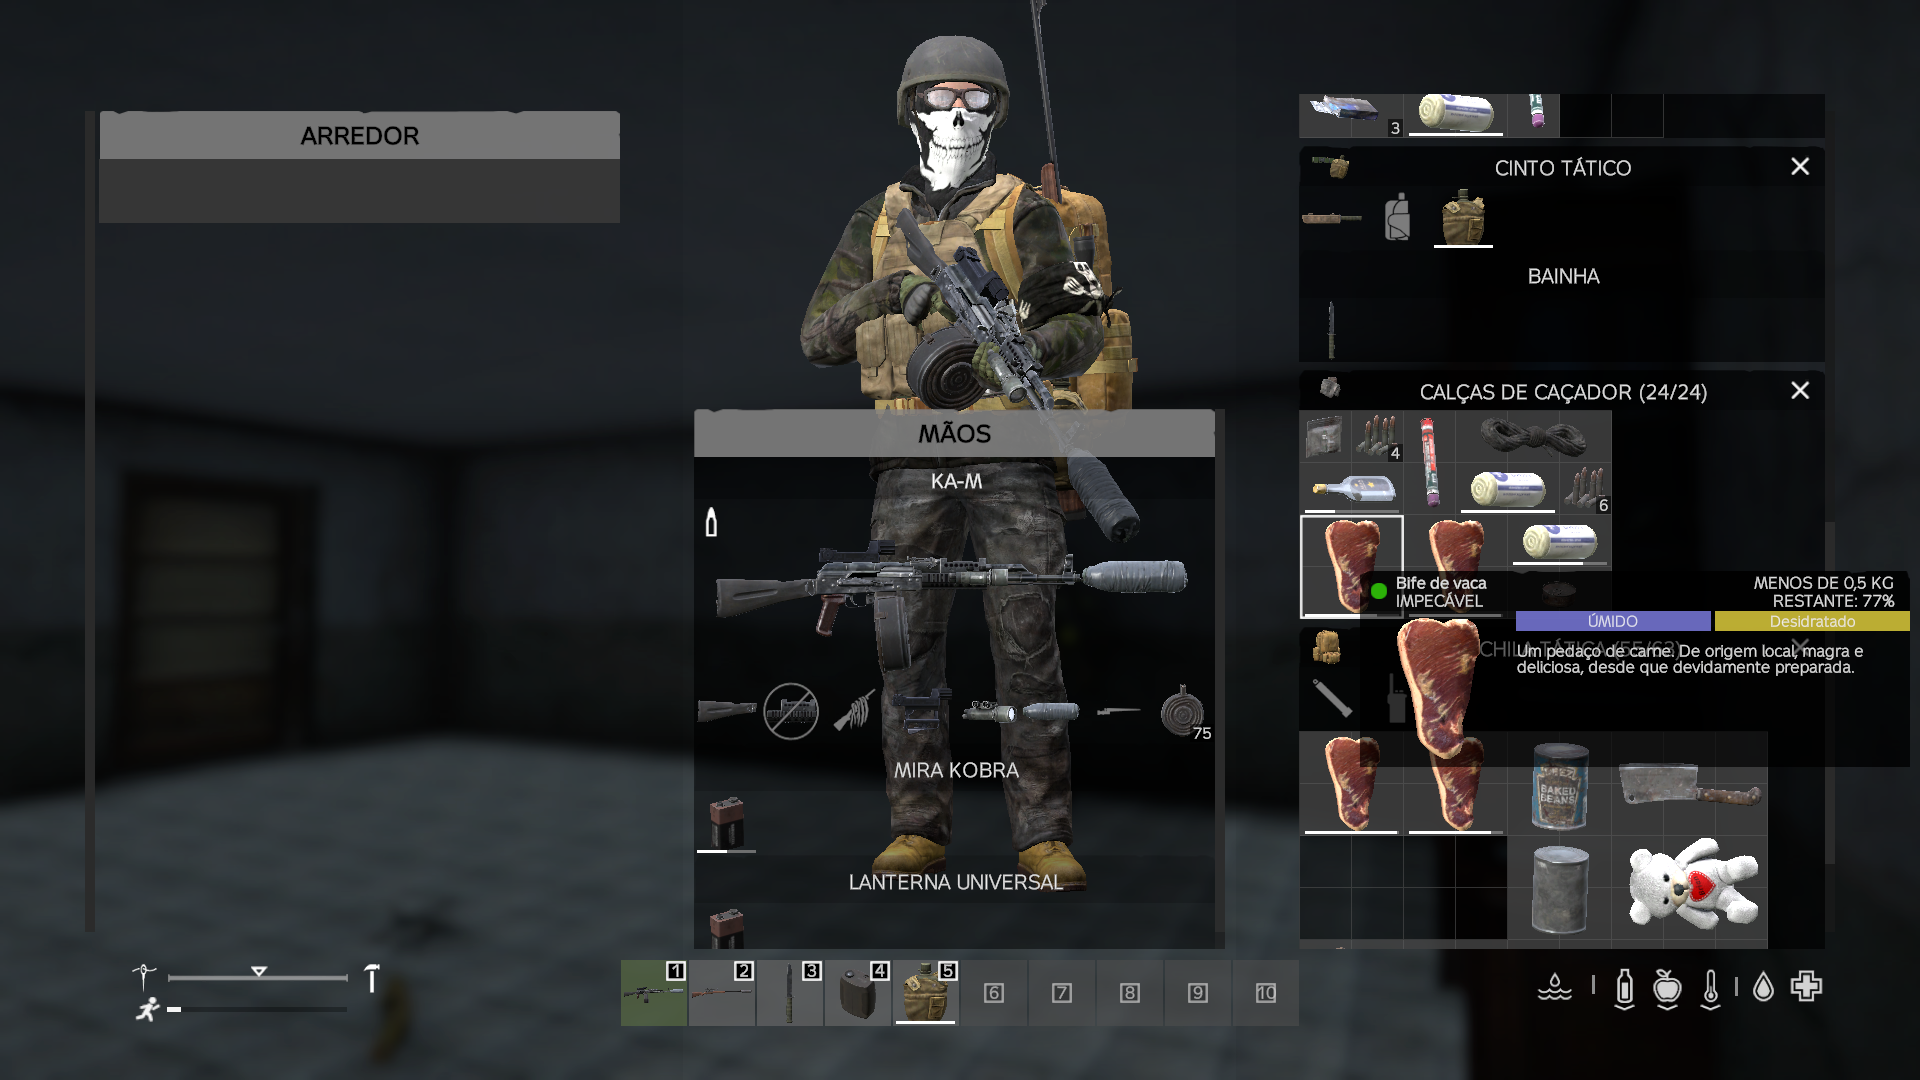 ARREDOR
3
CINTO TÁTICO
BAINHA
CALÇAS DE CAÇADOR (24/24)
4
6
MÃOS
KA-M
Bife de vaca
IMPECÁVEL
MENOS DE 0,5 KG
RESTANTE: 77%
ÚMIDO
Desidratado
Um pedaço de carne. De origem local, magra e
deliciosa, desde que devidamente preparada.
75
MIRA KOBRA
BAKED
BEANS
LANTERNA UNIVERSAL
1
2
3
4
5
6
7
8
9
10